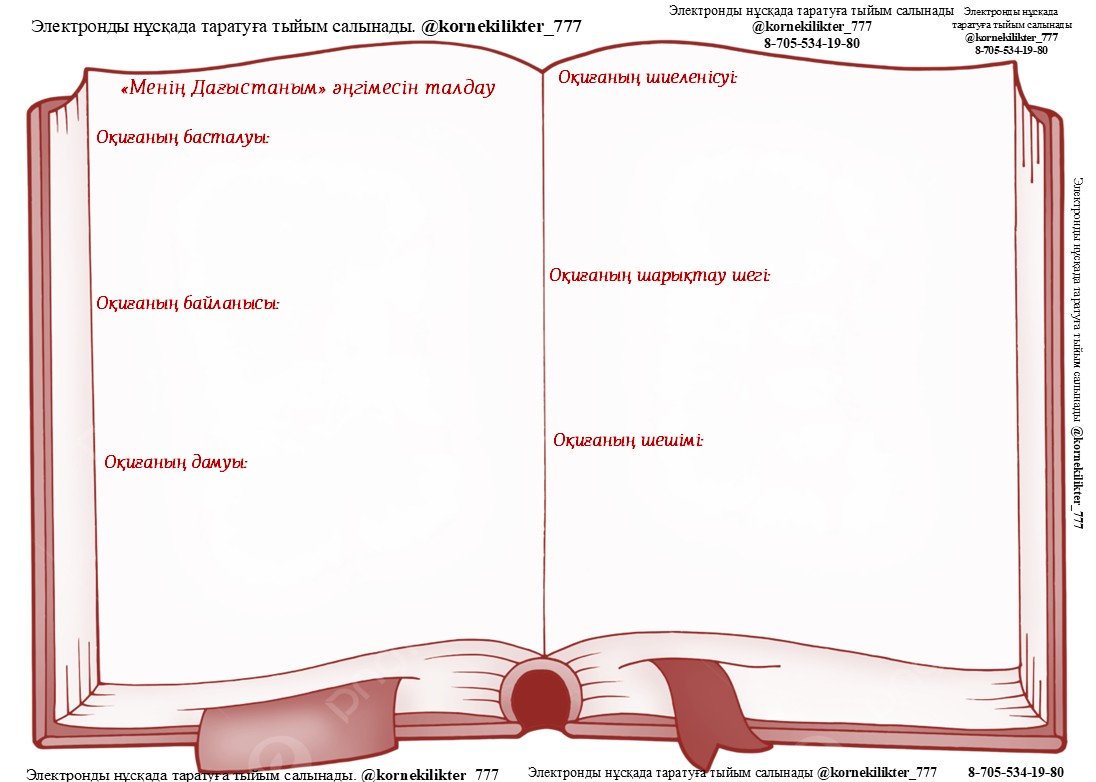 Электронды нұсқада таратуға тыйым салынады. @kornekilikter_777
Электронды нұсқада таратуға тыйым салынады
@kornekilikter_777
8-705-534-19-80
Электронды нұсқада
таратуға тыйым салынады
@kornekilikter_777
8-705-534-19-80
«Менің Дағыстаным» әңгімесін талдау
Оқиғаның басталуы:
Оқиғаның байланысы:
Оқиғаның дамуы:
Оқиғаның шиеленісуі:
Оқиғаның шарықтау шегі:
Оқиғаның шешімі:
Электронды нұсқада таратуға тыйым салынады @kornekilikter_777
Электронды нұсқада таратуға тыйым салынады. @kornekilikter_777
Электронды нұсқада таратуға тыйым салынады @kornekilikter_777 8-705-534-19-80